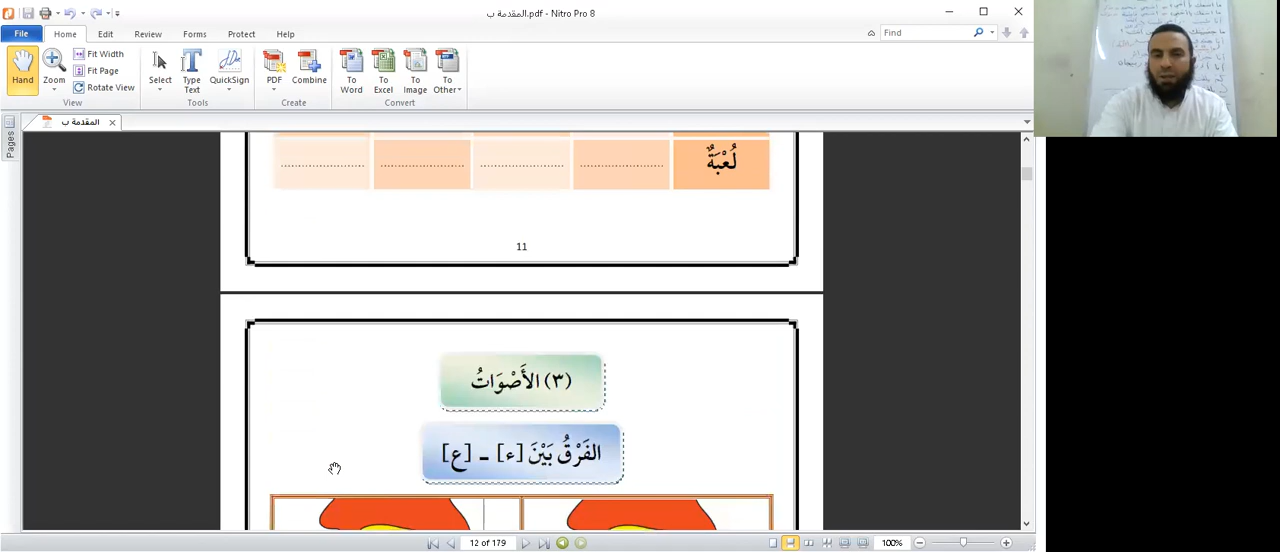 المقدمة ب.pdf - Nitro Pro 8
File
Home
Edit
Review
Forms
Protect
Help
Find
Hand
Zoom
Fit Width
Fit Page
Rotate View
View
Select
Type Text
QuickSign
Tools
PDF
Combine
Create
To Word
To Excel
To Image
To Other
Convert
المقدمة ب
Pages
لُعْبَةٌ
11
(٣) الأَصْوَاتُ
الفَرْقُ بَيْنَ [ء] - [ع]
12 of 179
100%